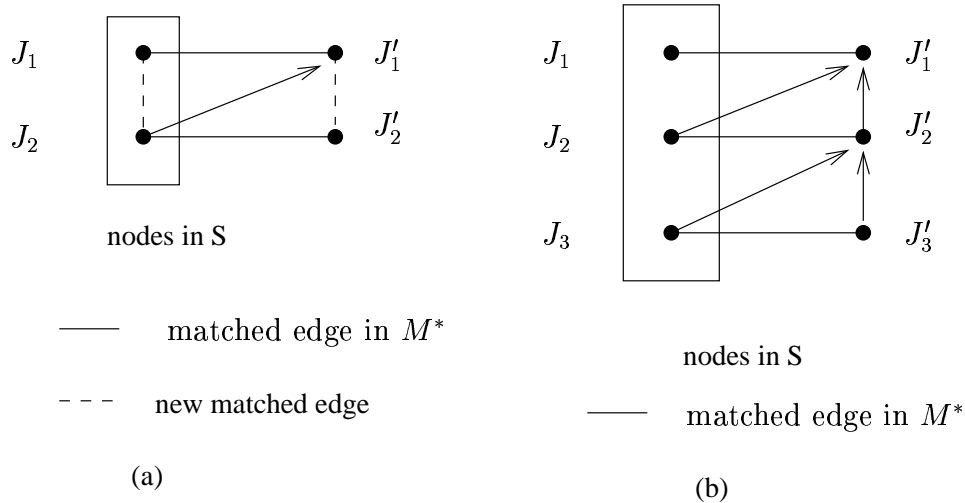 J₁ J′₁
J₂ J′₂
nodes in S
matched edge in M*
new matched edge
(a)
J₁ J′₁
J₂ J′₂
J₃ J′₃
nodes in S
matched edge in M*
(b)